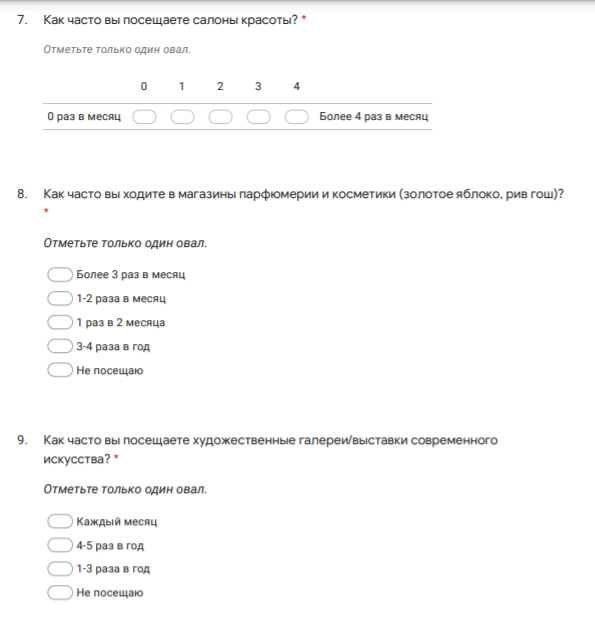 7. Как часто вы посещаете салоны красоты? *
Отметьте только один овал.
0 1 2 3 4
0 раз в месяц Более 4 раз в месяц
8. Как часто вы ходите в магазины парфюмерии и косметики (золотое яблоко, рив гош)?
*
Отметьте только один овал.
Более 3 раз в месяц
1-2 раза в месяц
1 раз в 2 месяца
3-4 раза в год
Не посещаю
9. Как часто вы посещаете художественные галереи/выставки современного
искусства? *
Отметьте только один овал.
Каждый месяц
4-5 раз в год
1-3 раза в год
Не посещаю